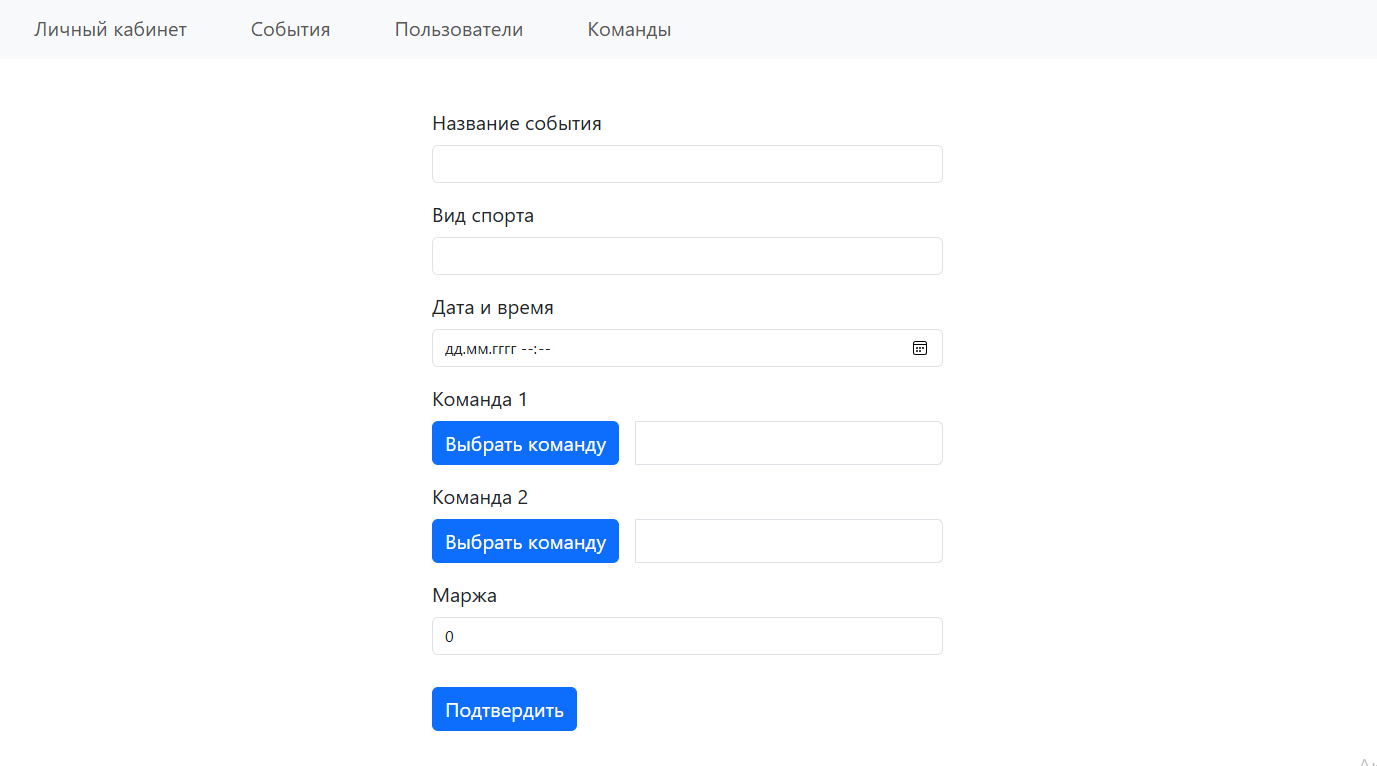 Личный кабинет События Пользователи Команды
Название события
Вид спорта
Дата и время
дд.мм.гггг --:--
Команда 1
Выбрать команду
Команда 2
Выбрать команду
Маржа
0
Подтвердить